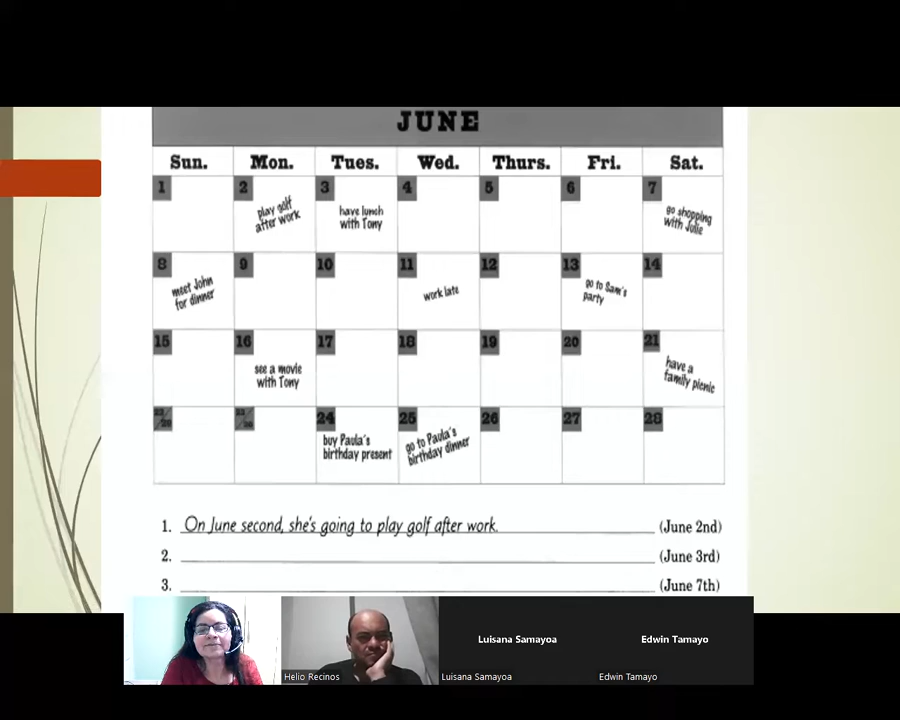 JUNE
Sun. Mon. Tues. Wed. Thurs. Fri. Sat.
1 2 3 4 5 6 7
play golf
after work
have lunch
with Tony
go shopping
with Julie
8 9 10 11 12 13 14
meet John
for dinner
work late
go to Sam's
party
15 16 17 18 19 20 21
see a movie
with Tony
have a
family picnic
22/29 23/30 24 25 26 27 28
buy Paula's
birthday present
go to Paula's
birthday dinner
1. On June second, she's going to play golf after work. (June 2nd)
2. (June 3rd)
3. (June 7th)
Luisana Samayoa Edwin Tamayo
Helio Recinos Luisana Samayoa Edwin Tamayo